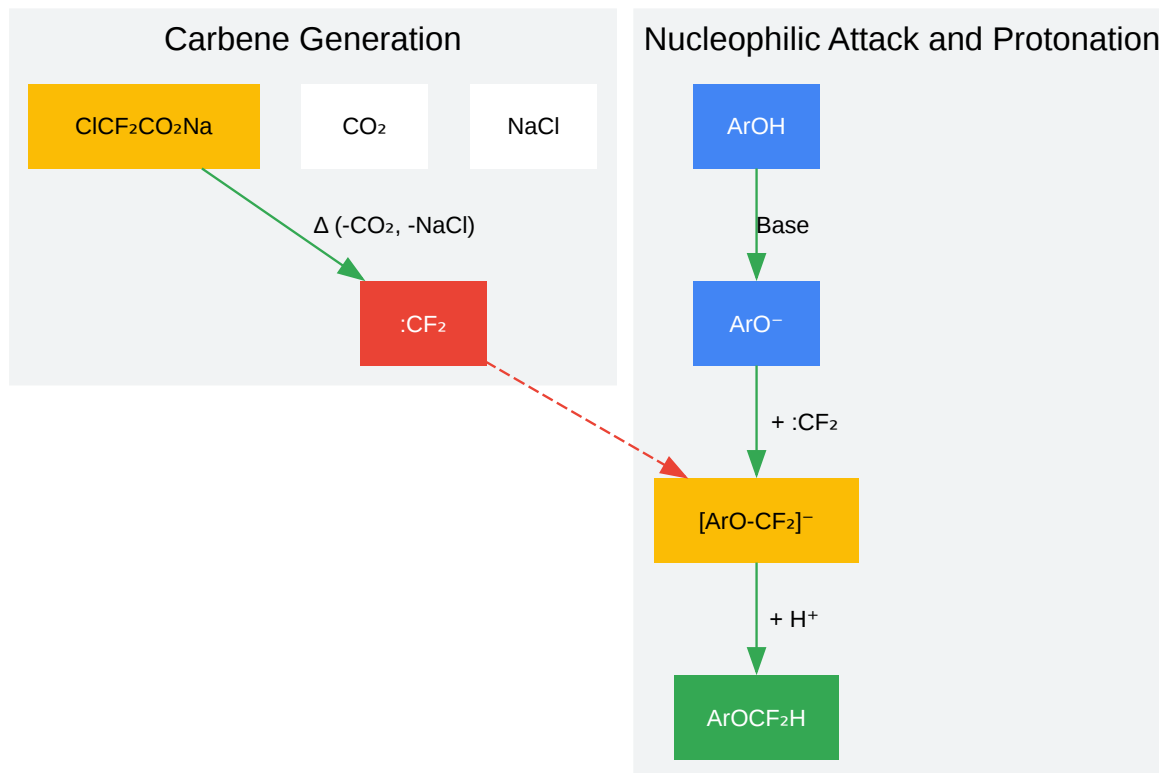 Carbene Generation
ClCF₂CO₂Na
CO₂
NaCl
Δ (-CO₂, -NaCl)
:CF₂
Nucleophilic Attack and Protonation
ArOH
Base
ArO⁻
+ :CF₂
[ArO-CF₂]⁻
+ H⁺
ArOCF₂H